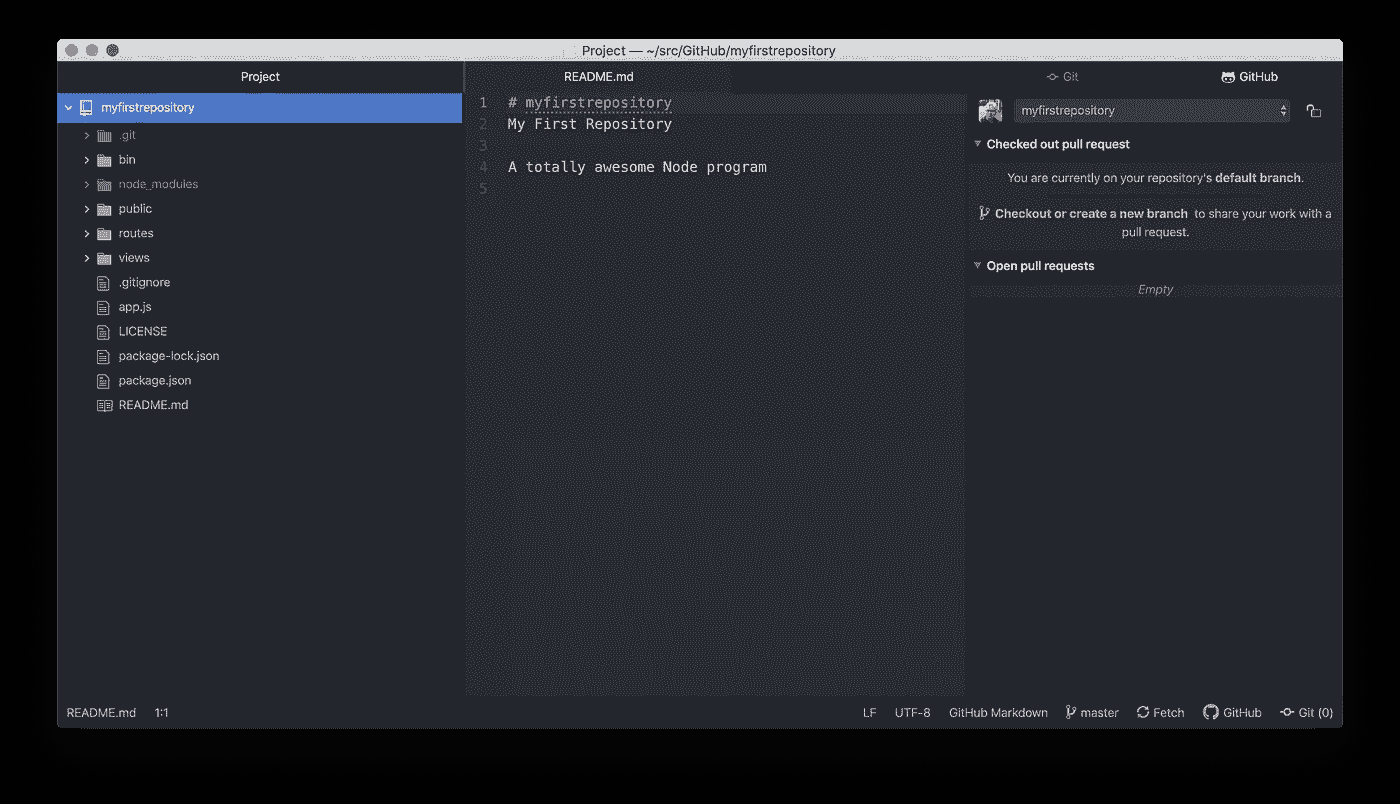 Project — ~/src/GitHub/myfirstrepository
Project
README.md
Git
GitHub
myfirstrepository
.git
bin
node_modules
public
routes
views
.gitignore
app.js
LICENSE
package-lock.json
package.json
README.md
1 # myfirstrepository
2 My First Repository
3
4 A totally awesome Node program
5
myfirstrepository
Checked out pull request
You are currently on your repository's default branch.
Checkout or create a new branch to share your work with a
pull request.
Open pull requests
Empty
README.md 1:1
LF UTF-8 GitHub Markdown master Fetch GitHub Git (0)